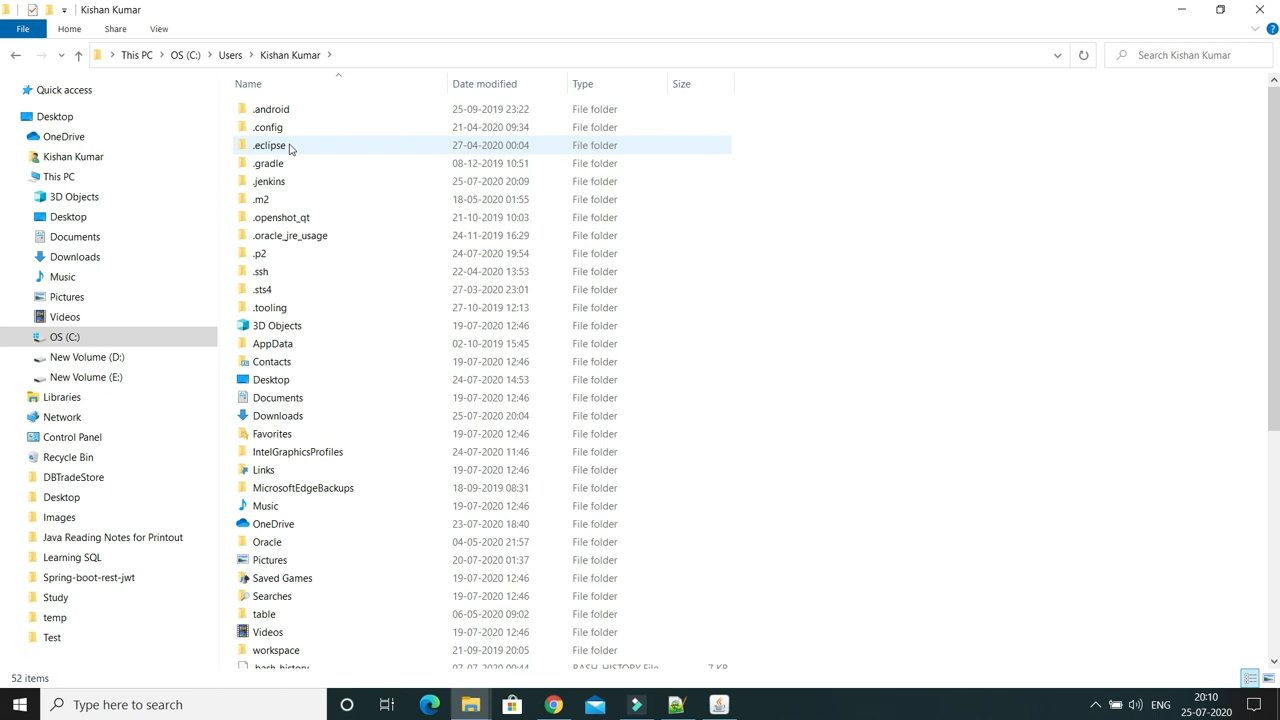 Kishan Kumar
File Home Share View
This PC OS (C:) Users Kishan Kumar Search Kishan Kumar
Name Date modified Type Size
Quick access
Desktop
OneDrive
Kishan Kumar
This PC
3D Objects
Desktop
Documents
Downloads
Music
Pictures
Videos
OS (C:)
New Volume (D:)
New Volume (E:)
Libraries
Network
Control Panel
Recycle Bin
DBTradeStore
Desktop
Images
Java Reading Notes for Printout
Learning SQL
Spring-boot-rest-jwt
Study
temp
Test
.android 25-09-2019 23:22 File folder
.config 21-04-2020 09:34 File folder
.eclipse 27-04-2020 00:04 File folder
.gradle 08-12-2019 10:51 File folder
.jenkins 25-07-2020 20:09 File folder
.m2 18-05-2020 01:55 File folder
.openshot_qt 21-10-2019 10:03 File folder
.oracle_jre_usage 24-11-2019 16:29 File folder
.p2 24-07-2020 19:54 File folder
.ssh 22-04-2020 13:53 File folder
.sts4 27-03-2020 23:01 File folder
.tooling 27-10-2019 12:13 File folder
3D Objects 19-07-2020 12:46 File folder
AppData 02-10-2019 15:45 File folder
Contacts 19-07-2020 12:46 File folder
Desktop 24-07-2020 14:53 File folder
Documents 19-07-2020 12:46 File folder
Downloads 25-07-2020 20:04 File folder
Favorites 19-07-2020 12:46 File folder
IntelGraphicsProfiles 24-07-2020 11:46 File folder
Links 19-07-2020 12:46 File folder
MicrosoftEdgeBackups 18-09-2019 08:31 File folder
Music 19-07-2020 12:46 File folder
OneDrive 23-07-2020 18:40 File folder
Oracle 04-05-2020 21:57 File folder
Pictures 20-07-2020 01:37 File folder
Saved Games 19-07-2020 12:46 File folder
Searches 19-07-2020 12:46 File folder
table 06-05-2020 09:02 File folder
Videos 19-07-2020 12:46 File folder
workspace 21-09-2019 20:05 File folder
.bash_history 07-07-2020 00:44 BASH_HISTORY File 7 KB
52 items
Type here to search
ENG
20:10
25-07-2020